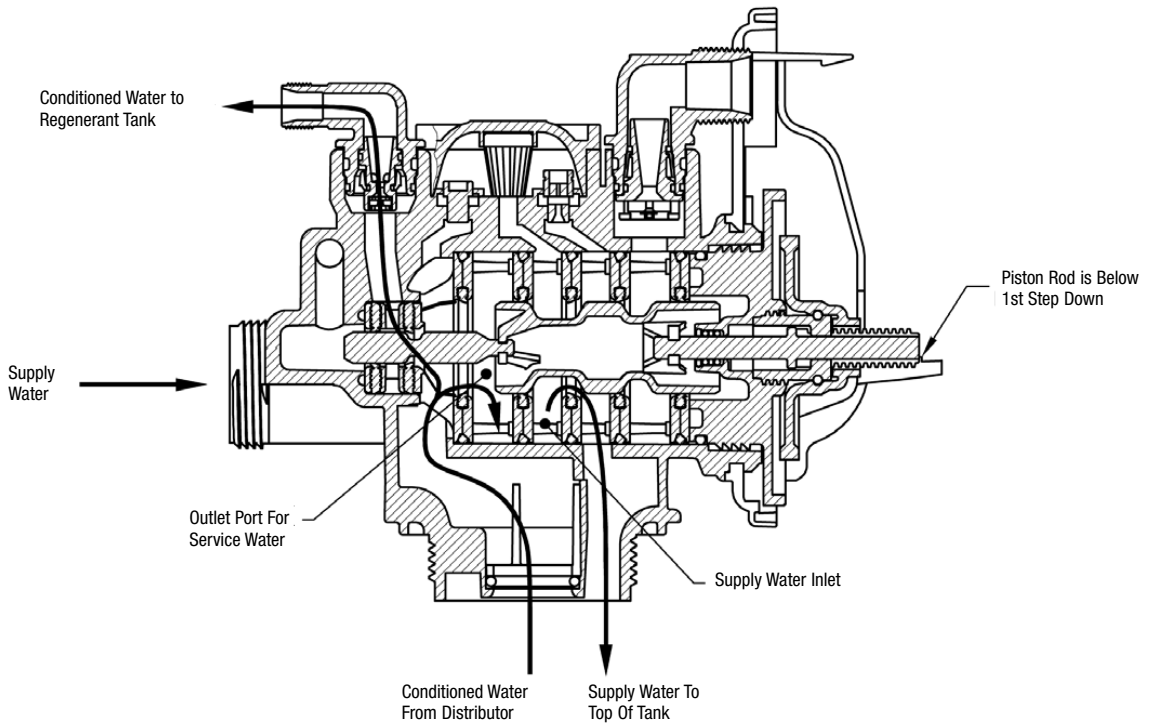 Conditioned Water to
Regenerant Tank
Piston Rod is Below
1st Step Down
Supply
Water
Outlet Port For
Service Water
Supply Water Inlet
Conditioned Water
From Distributor
Supply Water To
Top Of Tank